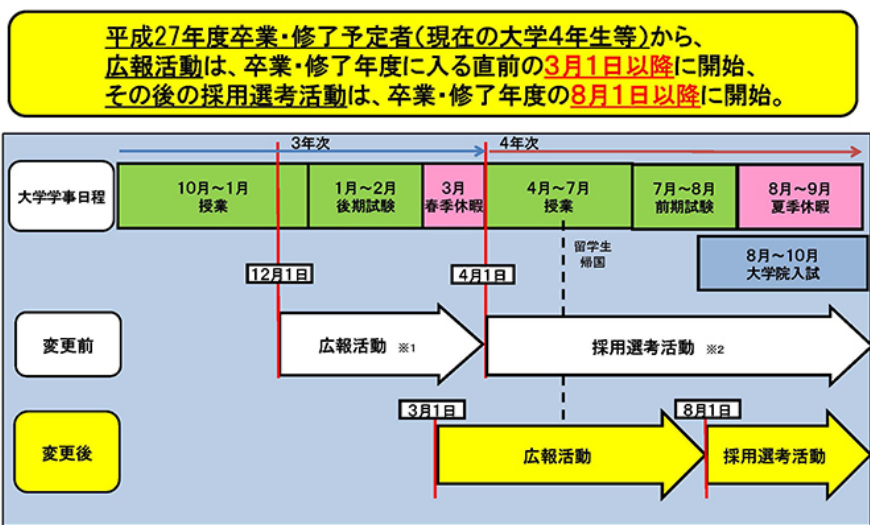 平成27年度卒業・修了予定者(現在の大学4年生等)から、
広報活動は、卒業・修了年度に入る直前の3月1日以降に開始、
その後の採用選考活動は、卒業・修了年度の8月1日以降に開始。
3年次
4年次
大学学事日程
10月～1月
授業
1月～2月
後期試験
3月
春季休暇
4月～7月
授業
7月～8月
前期試験
8月～9月
夏季休暇
留学生
帰国
8月～10月
大学院入試
12月1日
4月1日
変更前
広報活動 ※1
採用選考活動 ※2
3月1日
8月1日
変更後
広報活動
採用選考活動